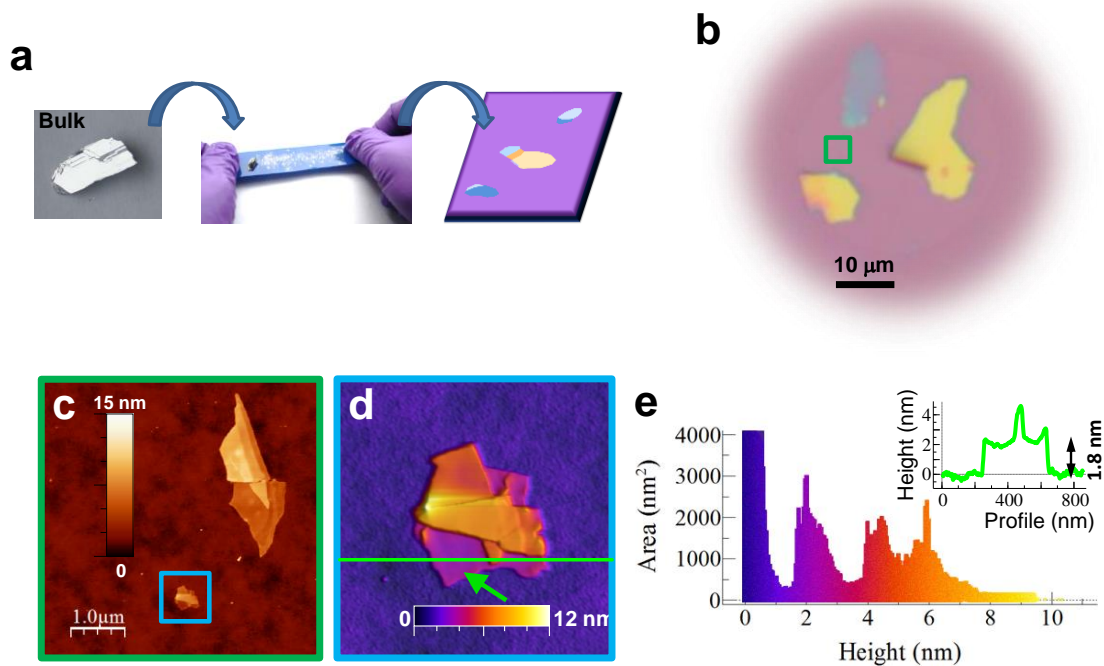 a
Bulk
b
10 μm
c
15 nm
0
1.0μm
d
0
12 nm
e
Area (nm²)
4000
3000
2000
1000
0
0 2 4 6 8 10
Height (nm)
Height (nm)
4
2
0
0 400 800
Profile (nm)
1.8 nm